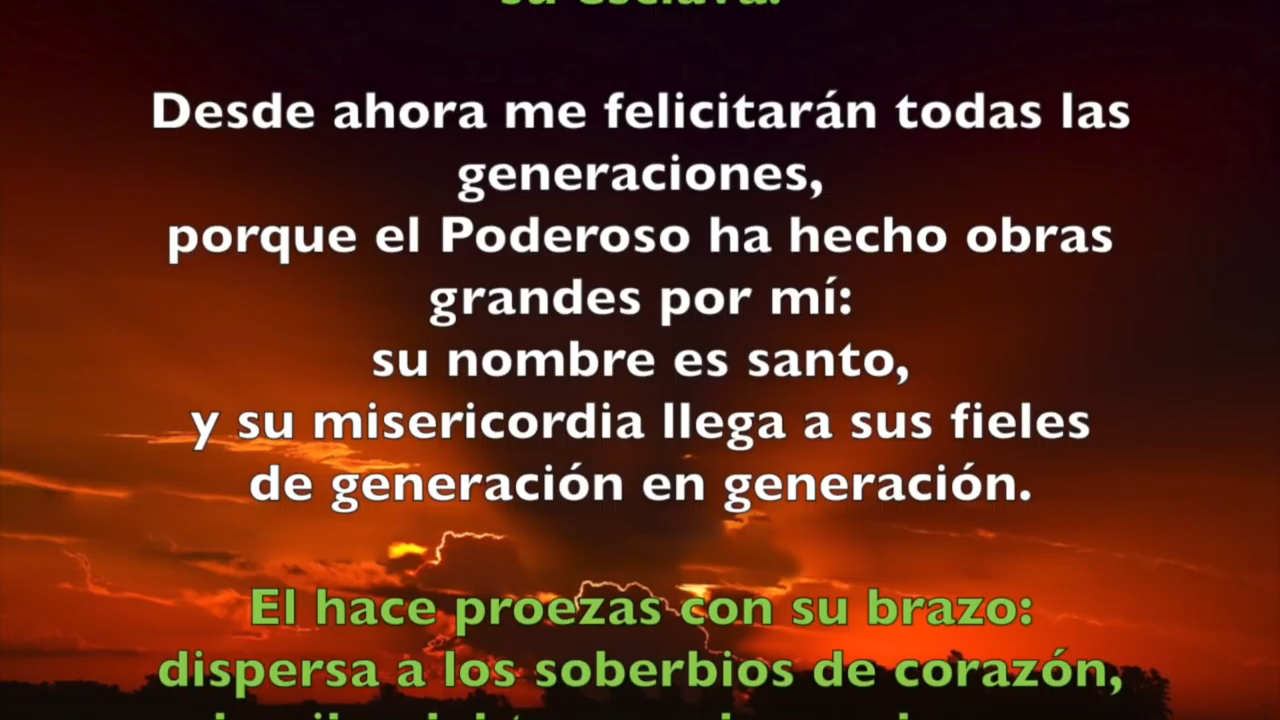 su esclava.
Desde ahora me felicitarán todas las
generaciones,
porque el Poderoso ha hecho obras
grandes por mí:
su nombre es santo,
y su misericordia llega a sus fieles
de generación en generación.
El hace proezas con su brazo:
dispersa a los soberbios de corazón,